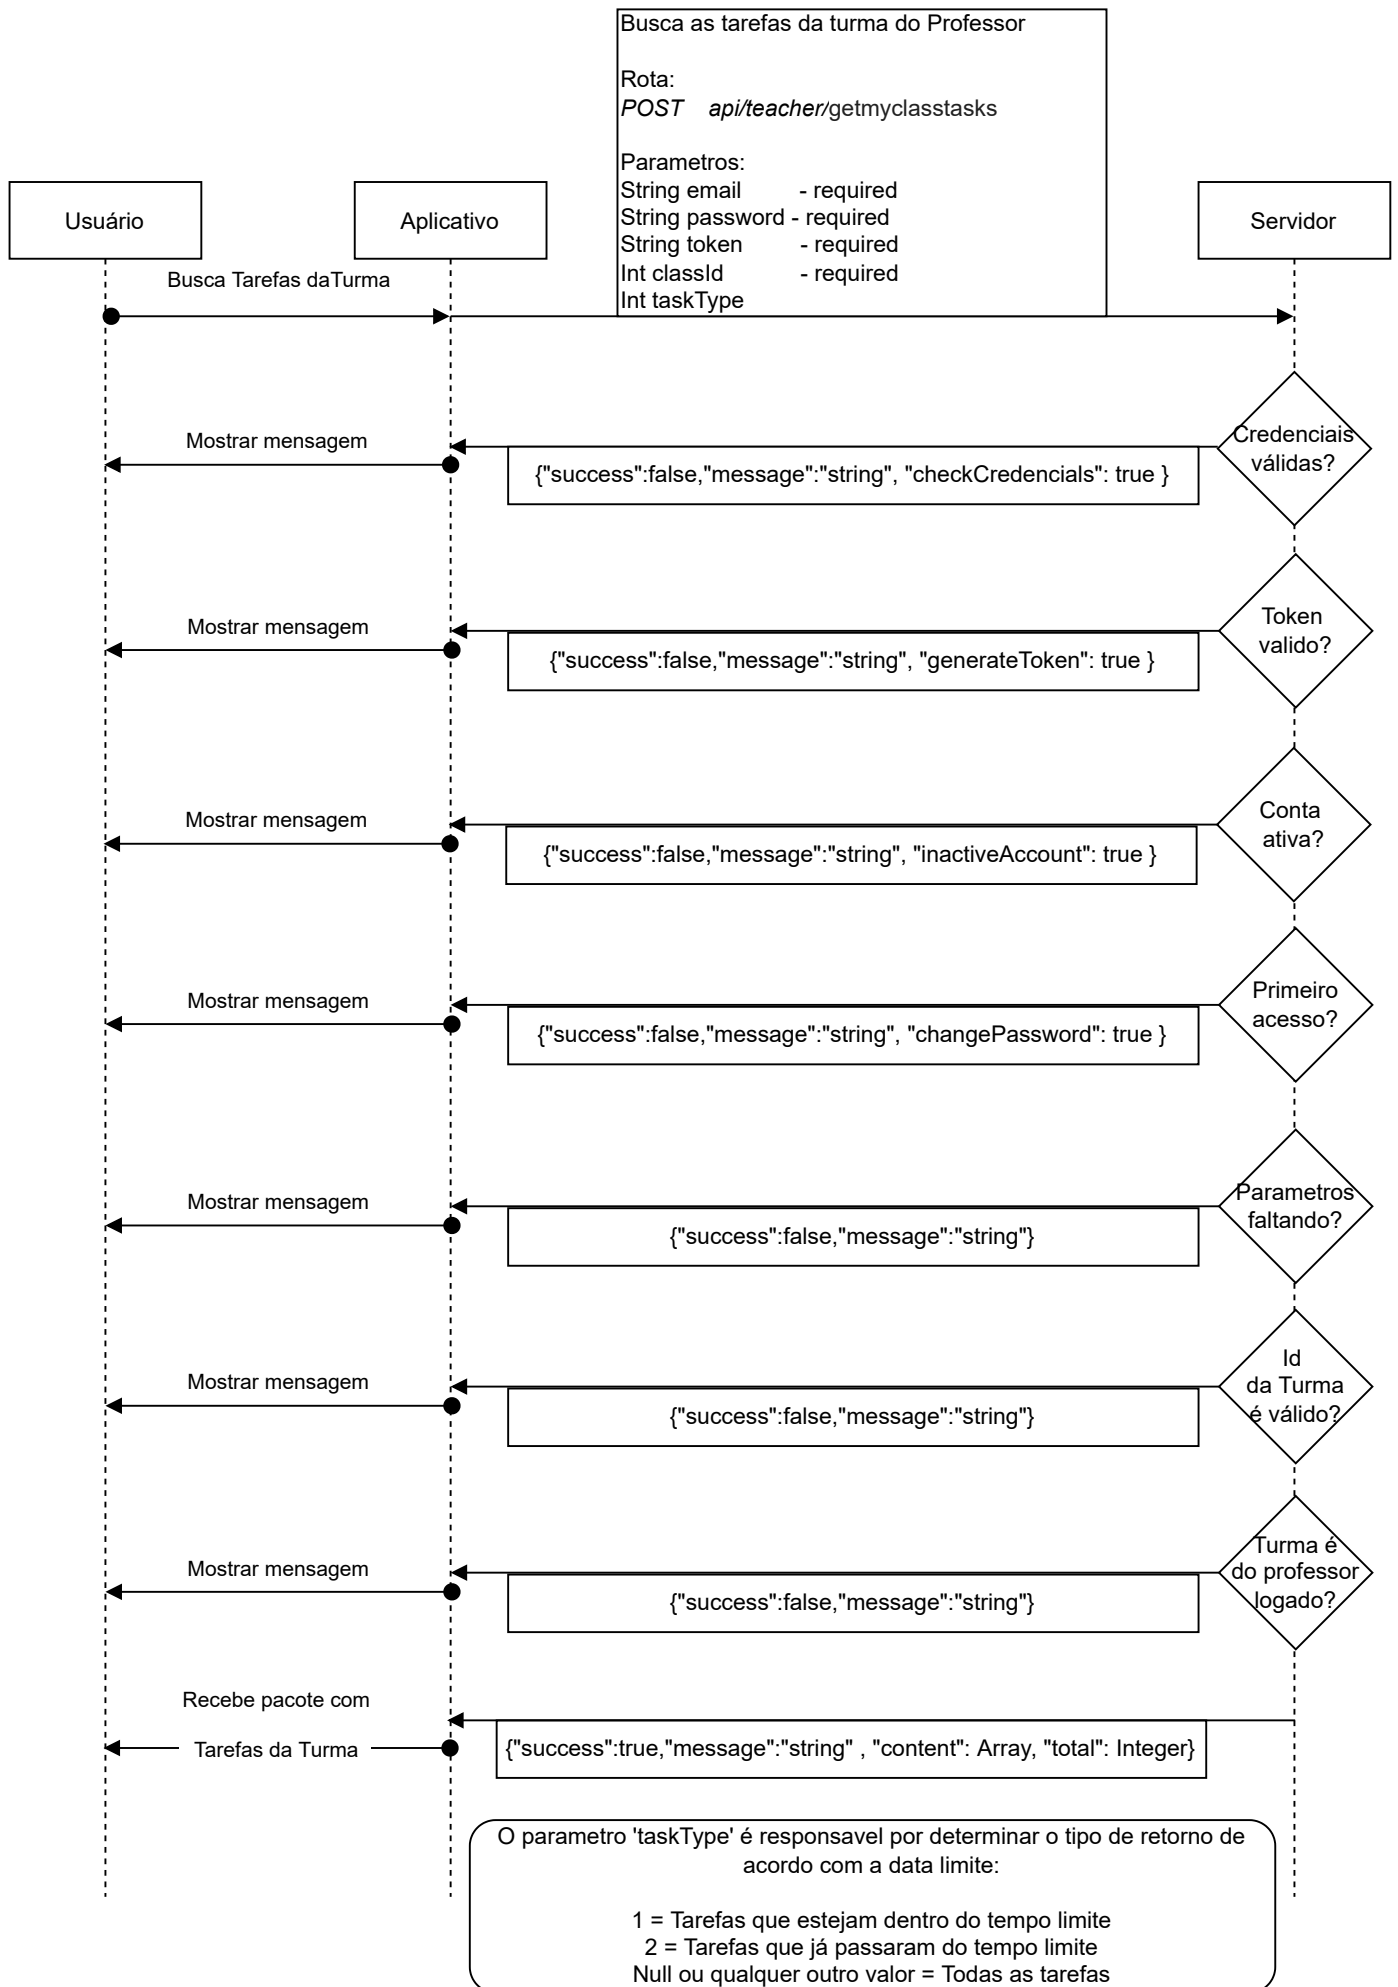 Busca as tarefas da turma do Professor
Rota:
POST api/teacher/getmyclasstasks
Parametros:
String email - required
String password - required
String token - required
Int classId - required
Int taskType
Usuário
Aplicativo
Servidor
Busca Tarefas daTurma
Credenciais
válidas?
Mostrar mensagem
{"success":false,"message":"string", "checkCredencials": true }
Token
valido?
Mostrar mensagem
{"success":false,"message":"string", "generateToken": true }
Conta
ativa?
Mostrar mensagem
{"success":false,"message":"string", "inactiveAccount": true }
Primeiro
acesso?
Mostrar mensagem
{"success":false,"message":"string", "changePassword": true }
Parametros
faltando?
Mostrar mensagem
{"success":false,"message":"string"}
Id
da Turma
é válido?
Mostrar mensagem
{"success":false,"message":"string"}
Turma é
do professor
logado?
Mostrar mensagem
{"success":false,"message":"string"}
Recebe pacote com
Tarefas da Turma
{"success":true,"message":"string" , "content": Array, "total": Integer}
O parametro 'taskType' é responsavel por determinar o tipo de retorno de
acordo com a data limite:
1 = Tarefas que estejam dentro do tempo limite
2 = Tarefas que já passaram do tempo limite
Null ou qualquer outro valor = Todas as tarefas